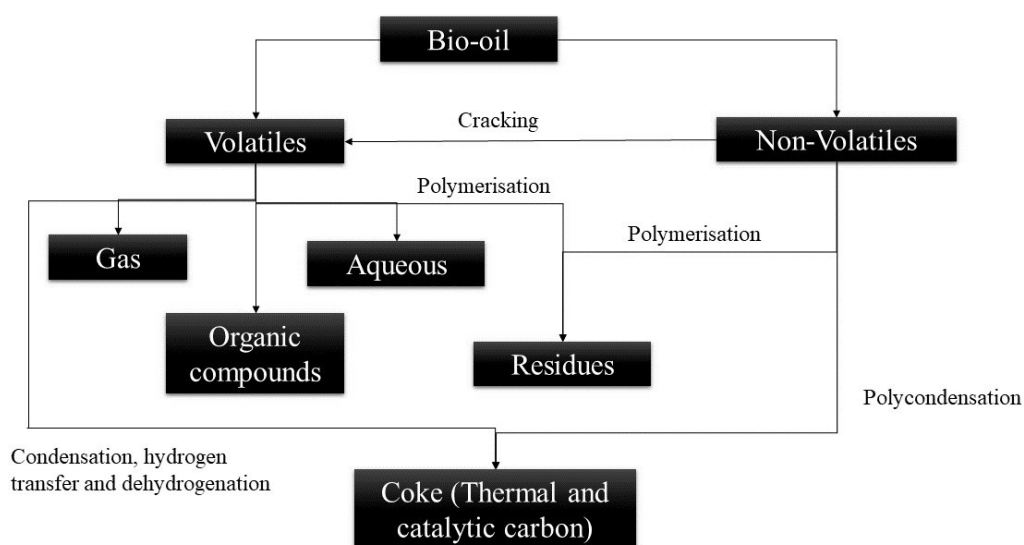 Bio-oil
Cracking
Volatiles
Non-Volatiles
Polymerisation
Polymerisation
Gas
Aqueous
Organic
compounds
Residues
Polycondensation
Condensation, hydrogen
transfer and dehydrogenation
Coke (Thermal and
catalytic carbon)